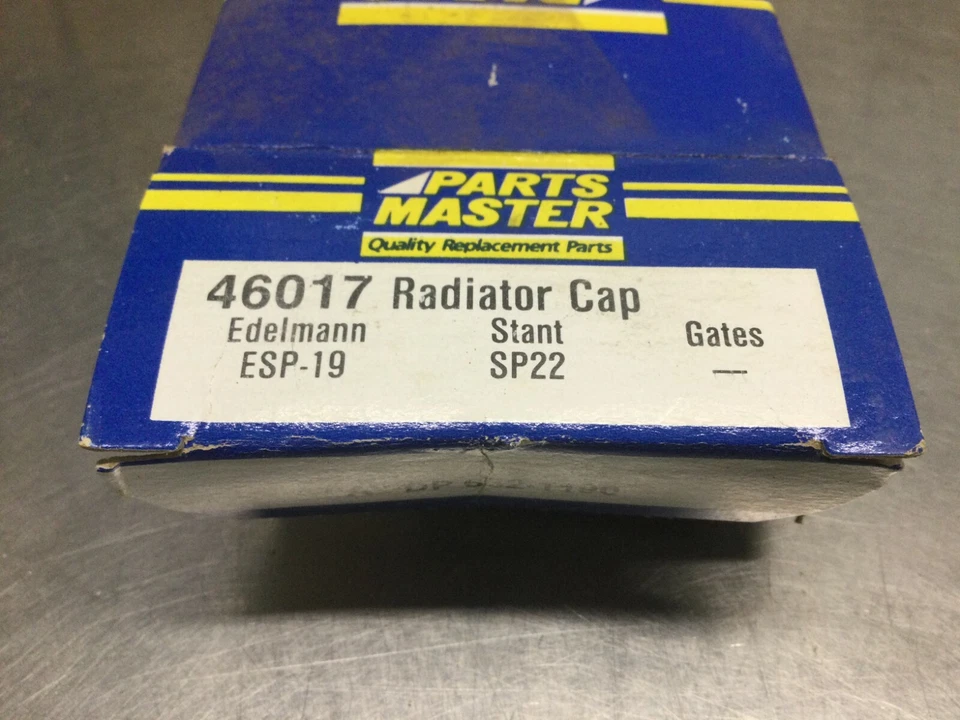 PARTS
MASTER
Quality Replacement Parts
46017 Radiator Cap
Edelmann Stant Gates
ESP-19 SP22 —